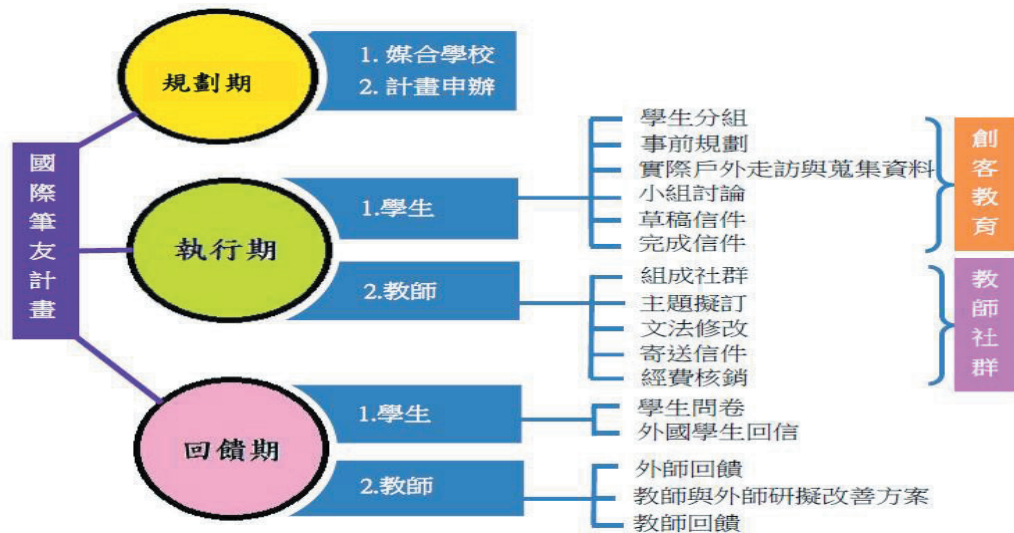 國際筆友計畫
規劃期
1. 媒合學校
2. 計畫申辦
執行期
1.學生
學生分組
事前規劃
實際戶外走訪與蒐集資料
小組討論
草稿信件
完成信件
創客教育
2.教師
組成社群
主題擬訂
文法修改
寄送信件
經費核銷
教師社群
回饋期
1.學生
學生問卷
外國學生回信
2.教師
外師回饋
教師與外師研擬改善方案
教師回饋